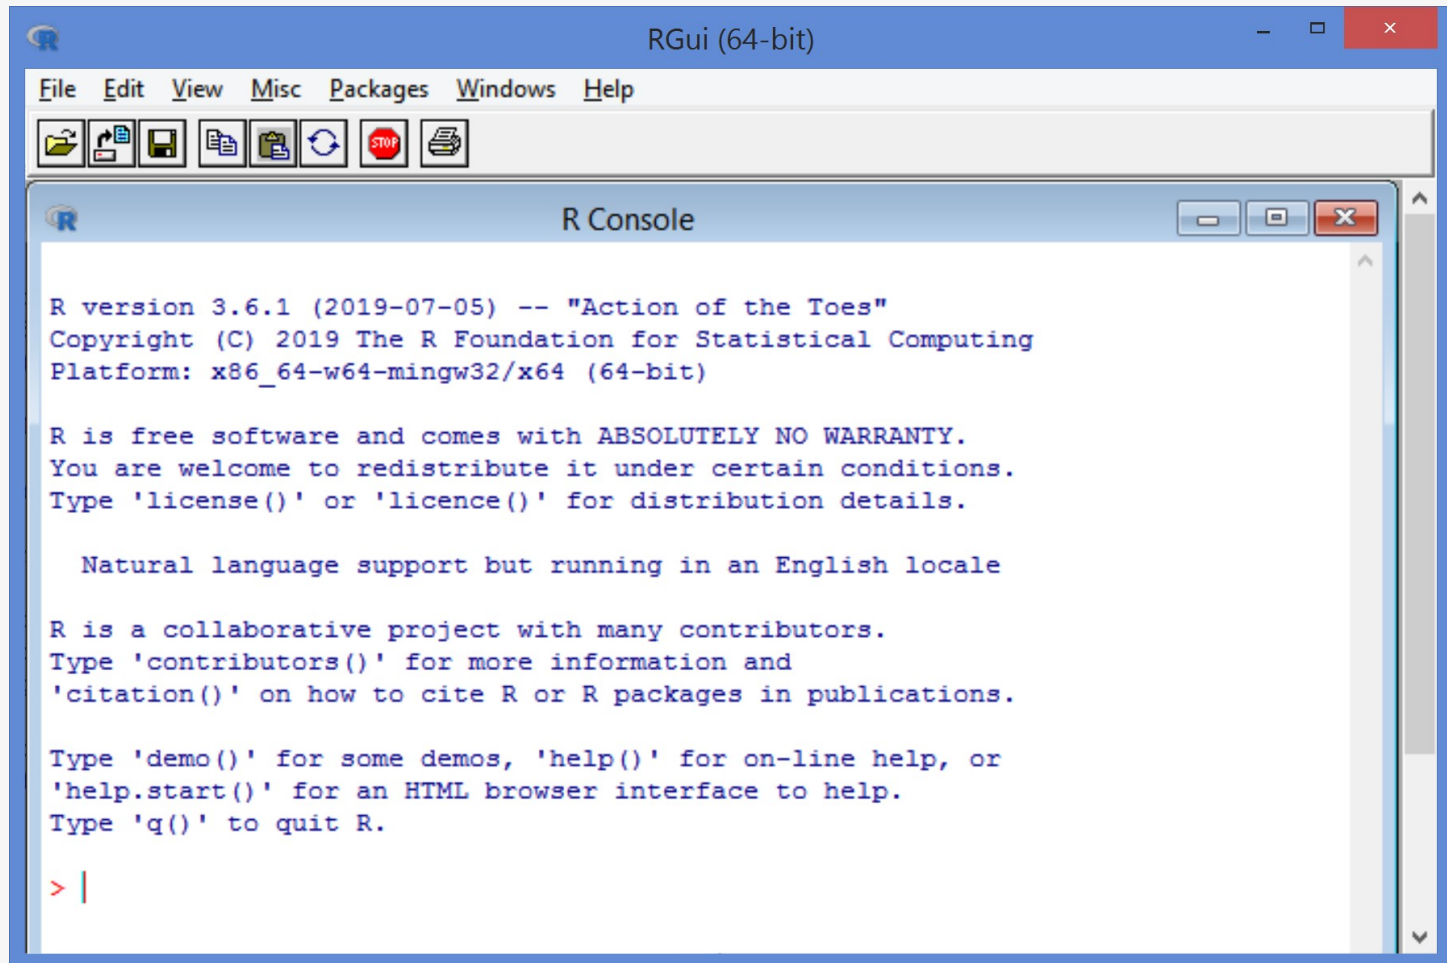 RGui (64-bit)
File Edit View Misc Packages Windows Help
STOP
R Console
R version 3.6.1 (2019-07-05) -- "Action of the Toes"
Copyright (C) 2019 The R Foundation for Statistical Computing
Platform: x86_64-w64-mingw32/x64 (64-bit)
R is free software and comes with ABSOLUTELY NO WARRANTY.
You are welcome to redistribute it under certain conditions.
Type 'license()' or 'licence()' for distribution details.
Natural language support but running in an English locale
R is a collaborative project with many contributors.
Type 'contributors()' for more information and
'citation()' on how to cite R or R packages in publications.
Type 'demo()' for some demos, 'help()' for on-line help, or
'help.start()' for an HTML browser interface to help.
Type 'q()' to quit R.
>